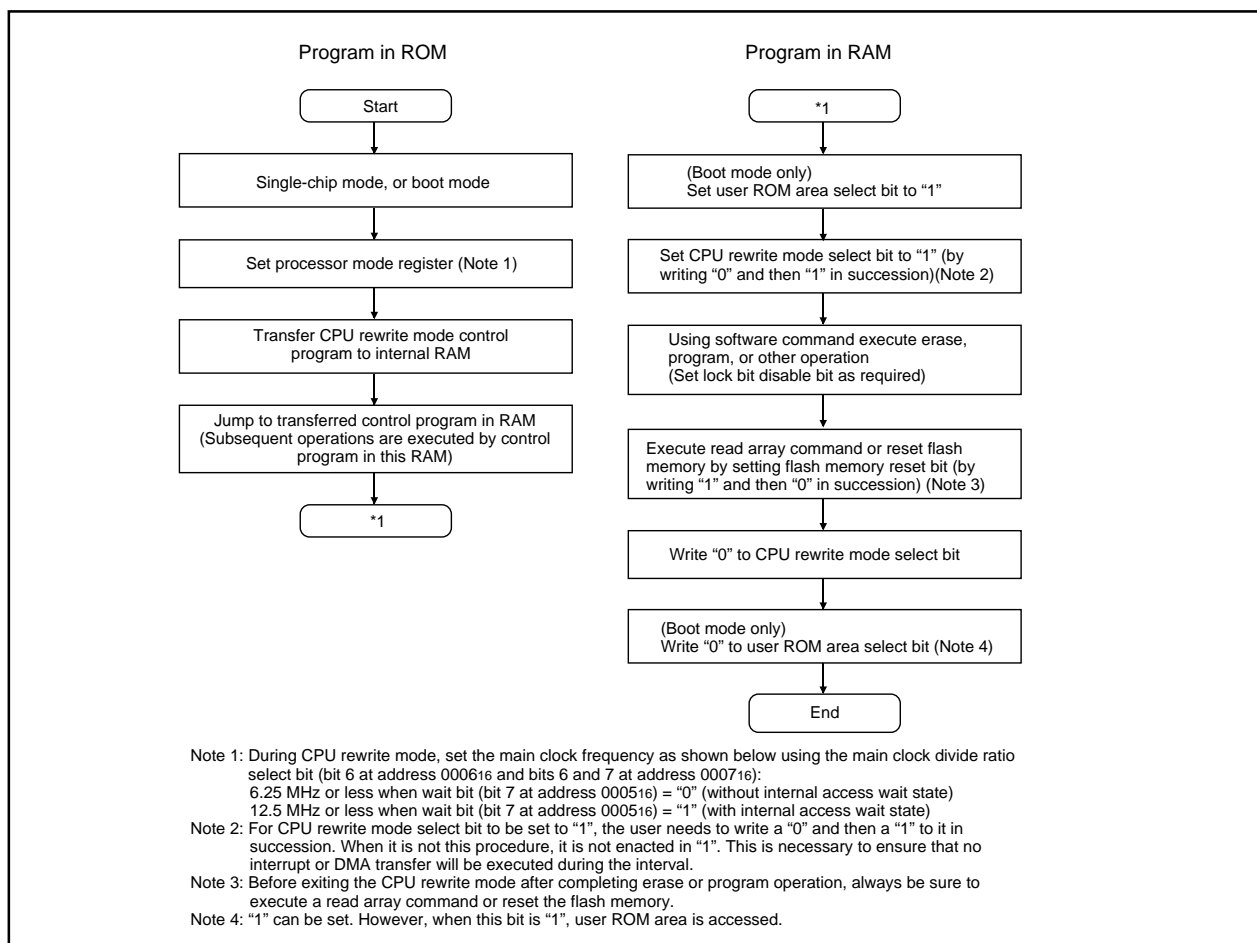 Program in ROM
Start
Single-chip mode, or boot mode
Set processor mode register (Note 1)
Transfer CPU rewrite mode control
program to internal RAM
Jump to transferred control program in RAM
(Subsequent operations are executed by control
program in this RAM)
*1
Program in RAM
*1
(Boot mode only)
Set user ROM area select bit to “1”
Set CPU rewrite mode select bit to “1” (by
writing “0” and then “1” in succession)(Note 2)
Using software command execute erase,
program, or other operation
(Set lock bit disable bit as required)
Execute read array command or reset flash
memory by setting flash memory reset bit (by
writing “1” and then “0” in succession) (Note 3)
Write “0” to CPU rewrite mode select bit
(Boot mode only)
Write “0” to user ROM area select bit (Note 4)
End
Note 1: During CPU rewrite mode, set the main clock frequency as shown below using the main clock divide ratio
select bit (bit 6 at address 000616 and bits 6 and 7 at address 000716):
6.25 MHz or less when wait bit (bit 7 at address 000516) = “0” (without internal access wait state)
12.5 MHz or less when wait bit (bit 7 at address 000516) = “1” (with internal access wait state)
Note 2: For CPU rewrite mode select bit to be set to “1”, the user needs to write a “0” and then a “1” to it in
succession. When it is not this procedure, it is not enacted in “1”. This is necessary to ensure that no
interrupt or DMA transfer will be executed during the interval.
Note 3: Before exiting the CPU rewrite mode after completing erase or program operation, always be sure to
execute a read array command or reset the flash memory.
Note 4: “1” can be set. However, when this bit is “1”, user ROM area is accessed.